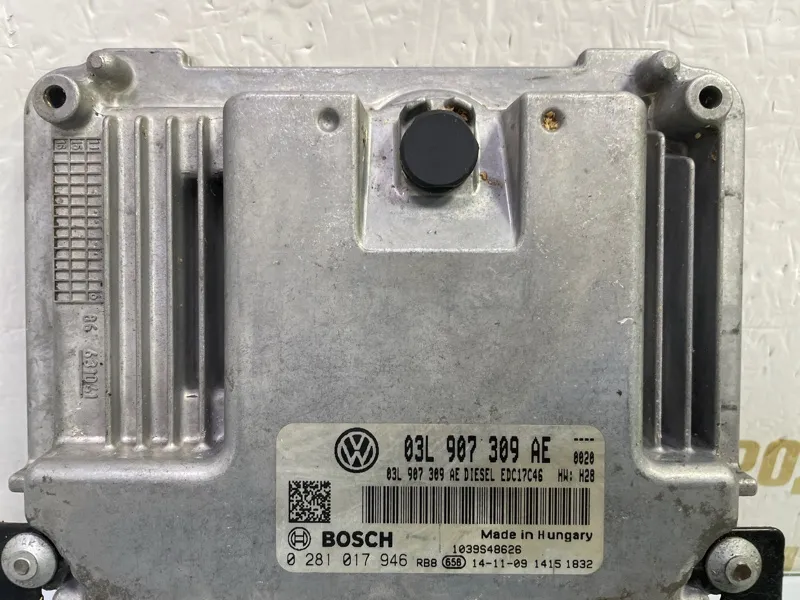 03L 907 309 AE ----
0020
03L 907 309 AE DIESEL EDC17C46 HW: H28
BOSCH Made in Hungary
1039S48626
0 281 017 946 RB8 656 14-11-09 1415 1832